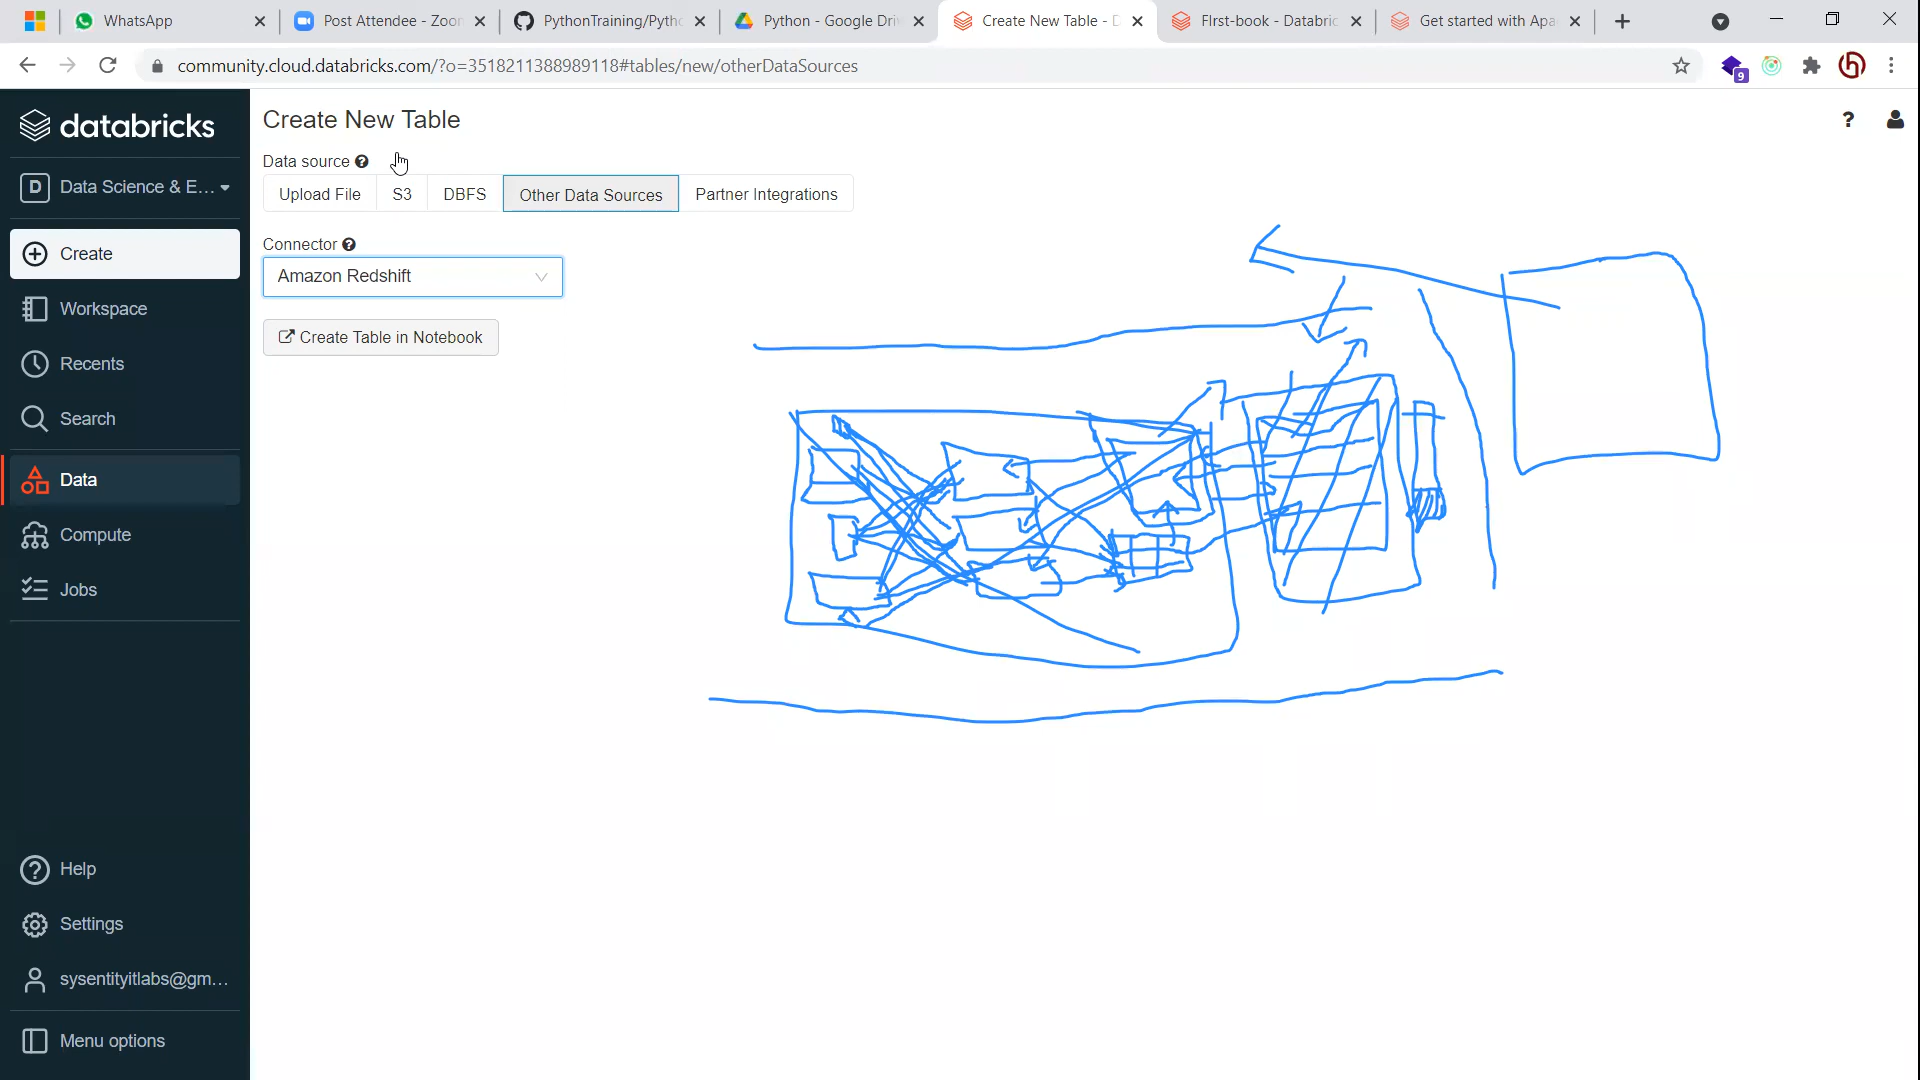 WhatsApp
Post Attendee - Zoo
PythonTraining/Pytho
Python - Google Driv
Create New Table - D
FIrst-book - Databric
Get started with Apa
community.cloud.databricks.com/?o=3518211388989118#tables/new/otherDataSources
9
databricks
D Data Science & E...
Create
Workspace
Recents
Search
Data
Compute
Jobs
Help
Settings
sysentityitlabs@gm...
Menu options
Create New Table
?
Data source ?
Upload File S3 DBFS Other Data Sources Partner Integrations
Connector ?
Amazon Redshift
Create Table in Notebook